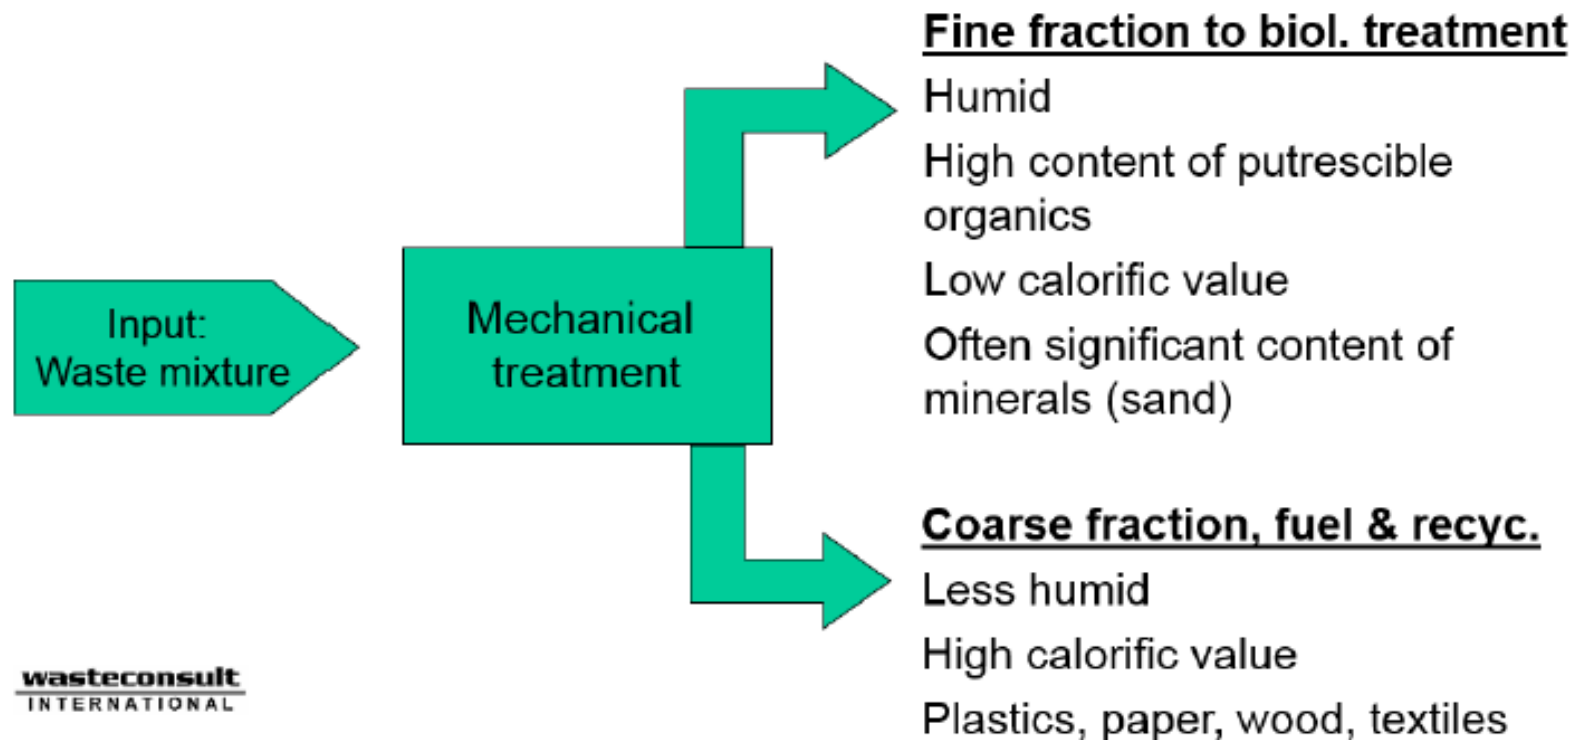 Input:
Waste mixture
Mechanical
treatment
Fine fraction to biol. treatment
Humid
High content of putrescible
organics
Low calorific value
Often significant content of
minerals (sand)
Coarse fraction, fuel & recyc.
Less humid
High calorific value
Plastics, paper, wood, textiles
wasteconsult
INTERNATIONAL